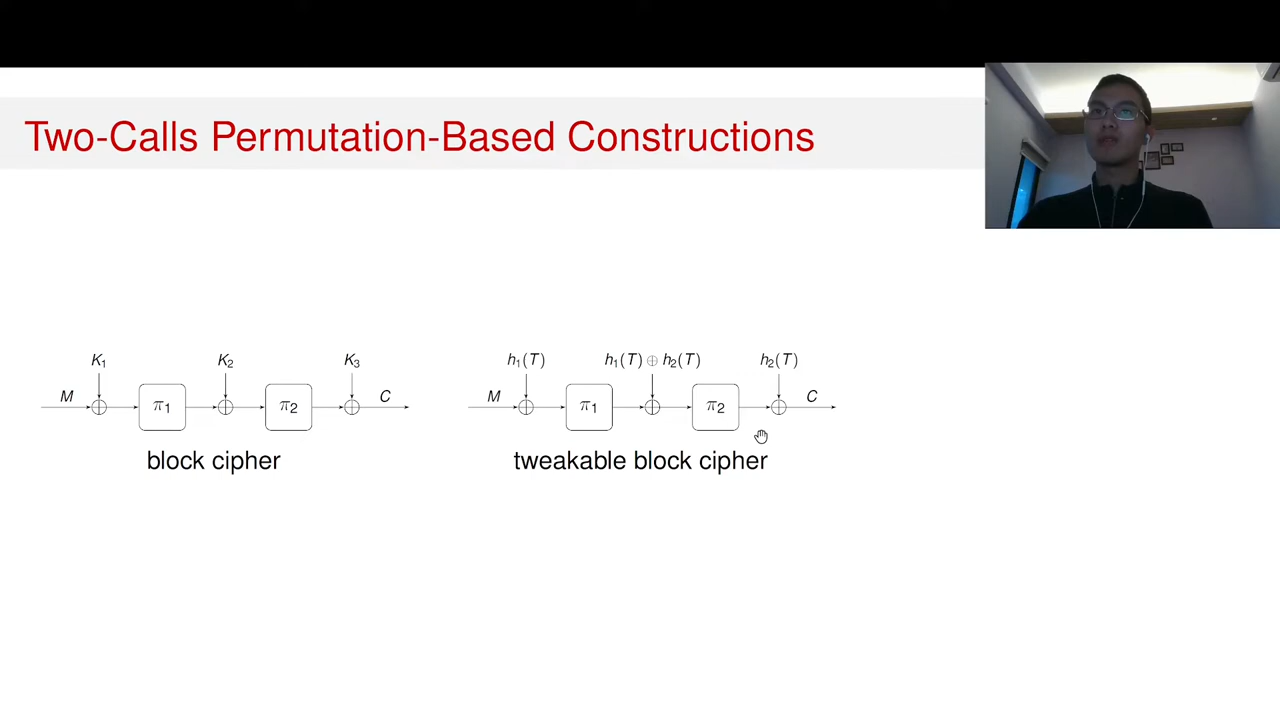 Two-Calls Permutation-Based Constructions
K₁ K₂ K₃
M π₁ π₂ C
block cipher
h₁(T) h₁(T) ⊕ h₂(T) h₂(T)
M π₁ π₂ C
tweakable block cipher